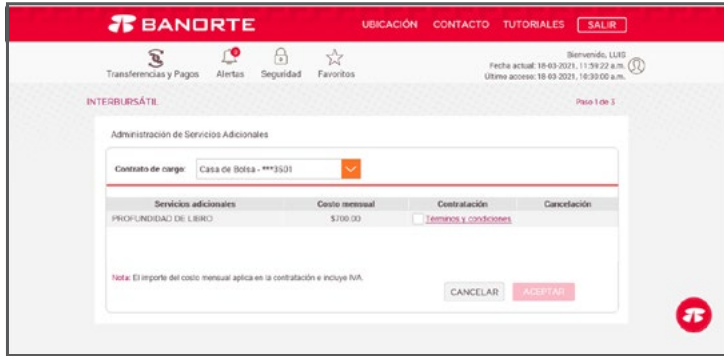 BANORTE
UBICACIÓN CONTACTO TUTORIALES SALIR
Transferencias y Pagos Alertas Seguridad Favoritos
Bienvenido, LUIS
Fecha actual: 18-03-2021, 11:59:22 a.m.
Último acceso: 18-03-2021, 10:30:00 a.m.
INTERBURSÁTIL
Paso 1 de 3
Administración de Servicios Adicionales
Contrato de cargo: Casa de Bolsa - ***3501
Servicios adicionales Costo mensual Contratación Cancelación
PROFUNDIDAD DE LIBRO $700.00 Términos y condiciones
Nota: El importe del costo mensual aplica en la contratación e incluye IVA.
CANCELAR ACEPTAR